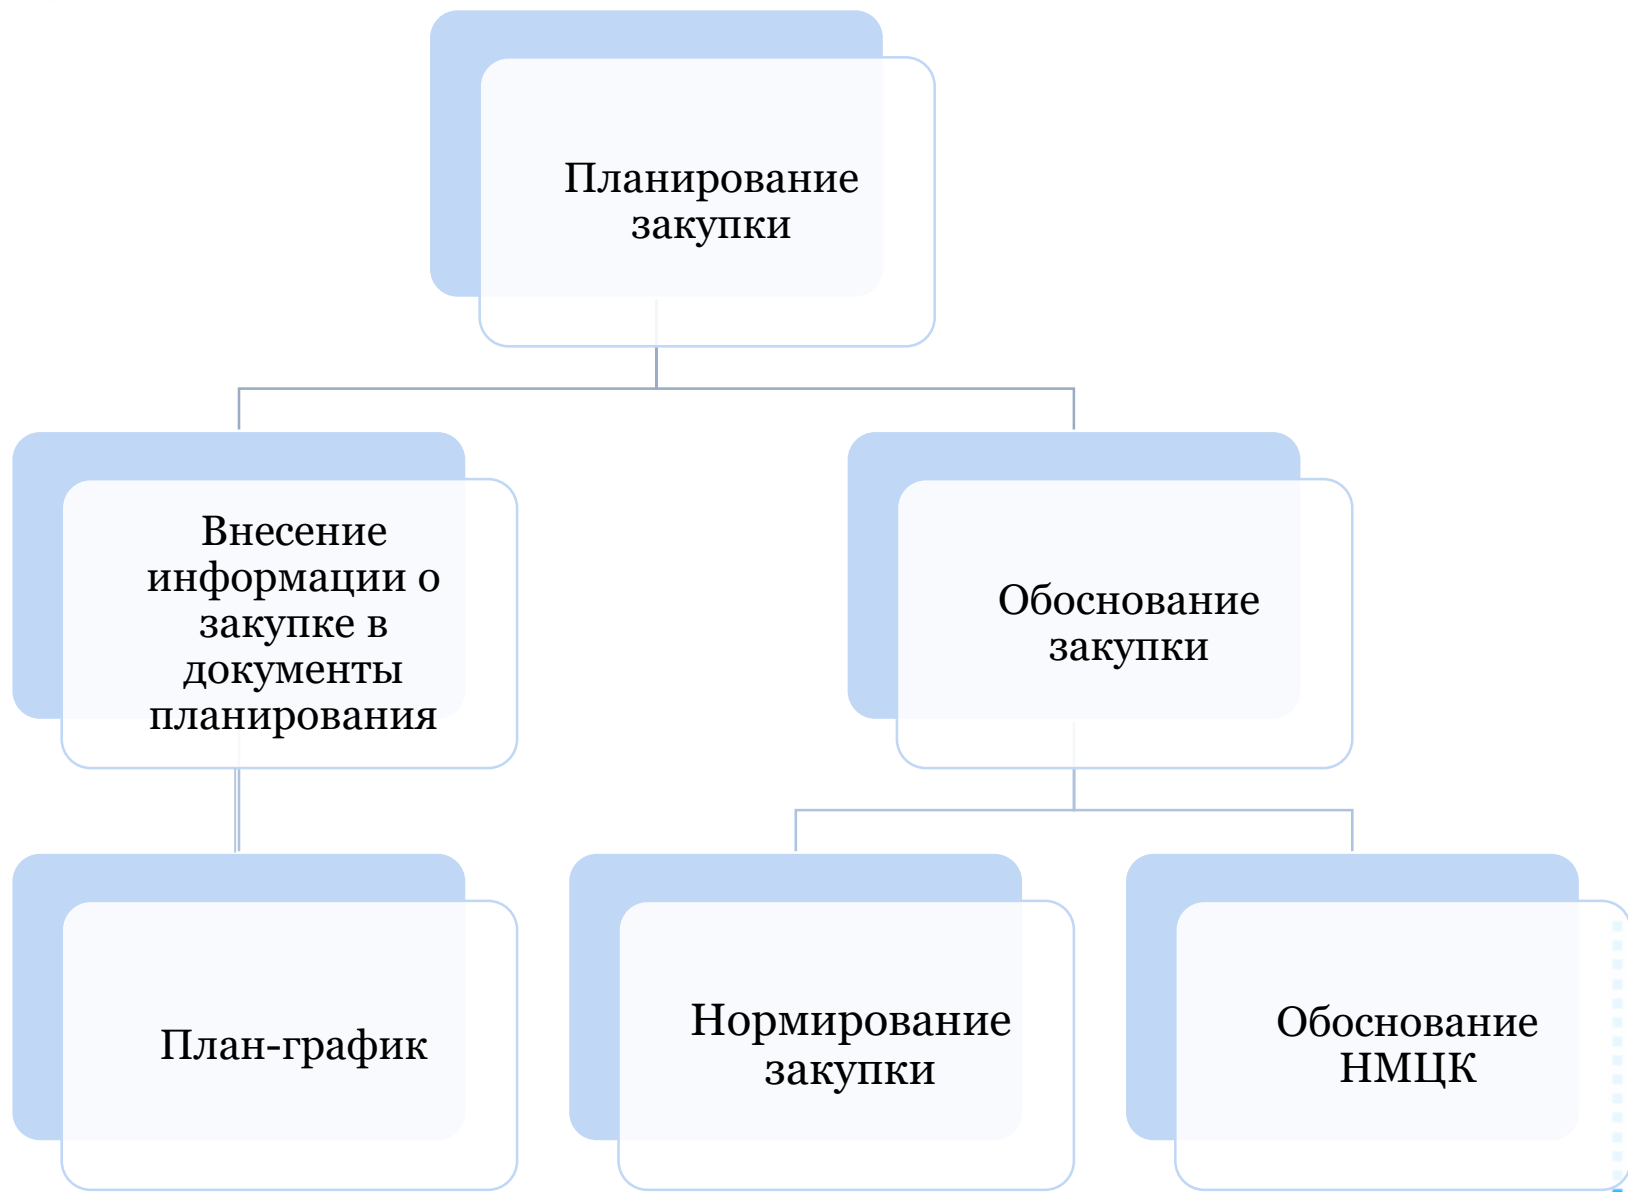 Планирование
закупки
Внесение
информации о
закупке в
документы
планирования
Обоснование
закупки
План-график
Нормирование
закупки
Обоснование
НМЦК